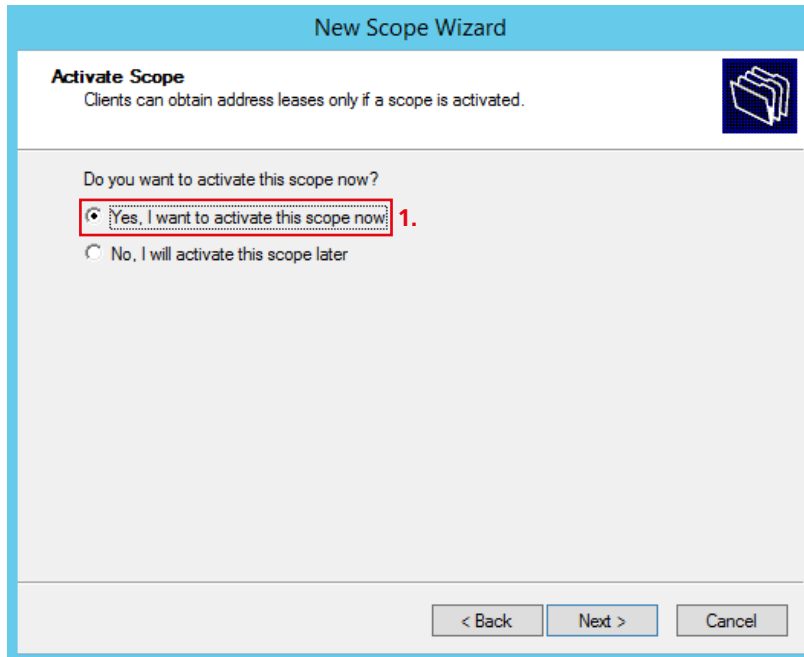 New Scope Wizard
Activate Scope
Clients can obtain address leases only if a scope is activated.
Do you want to activate this scope now?
Yes, I want to activate this scope now 1.
No, I will activate this scope later
< Back Next > Cancel